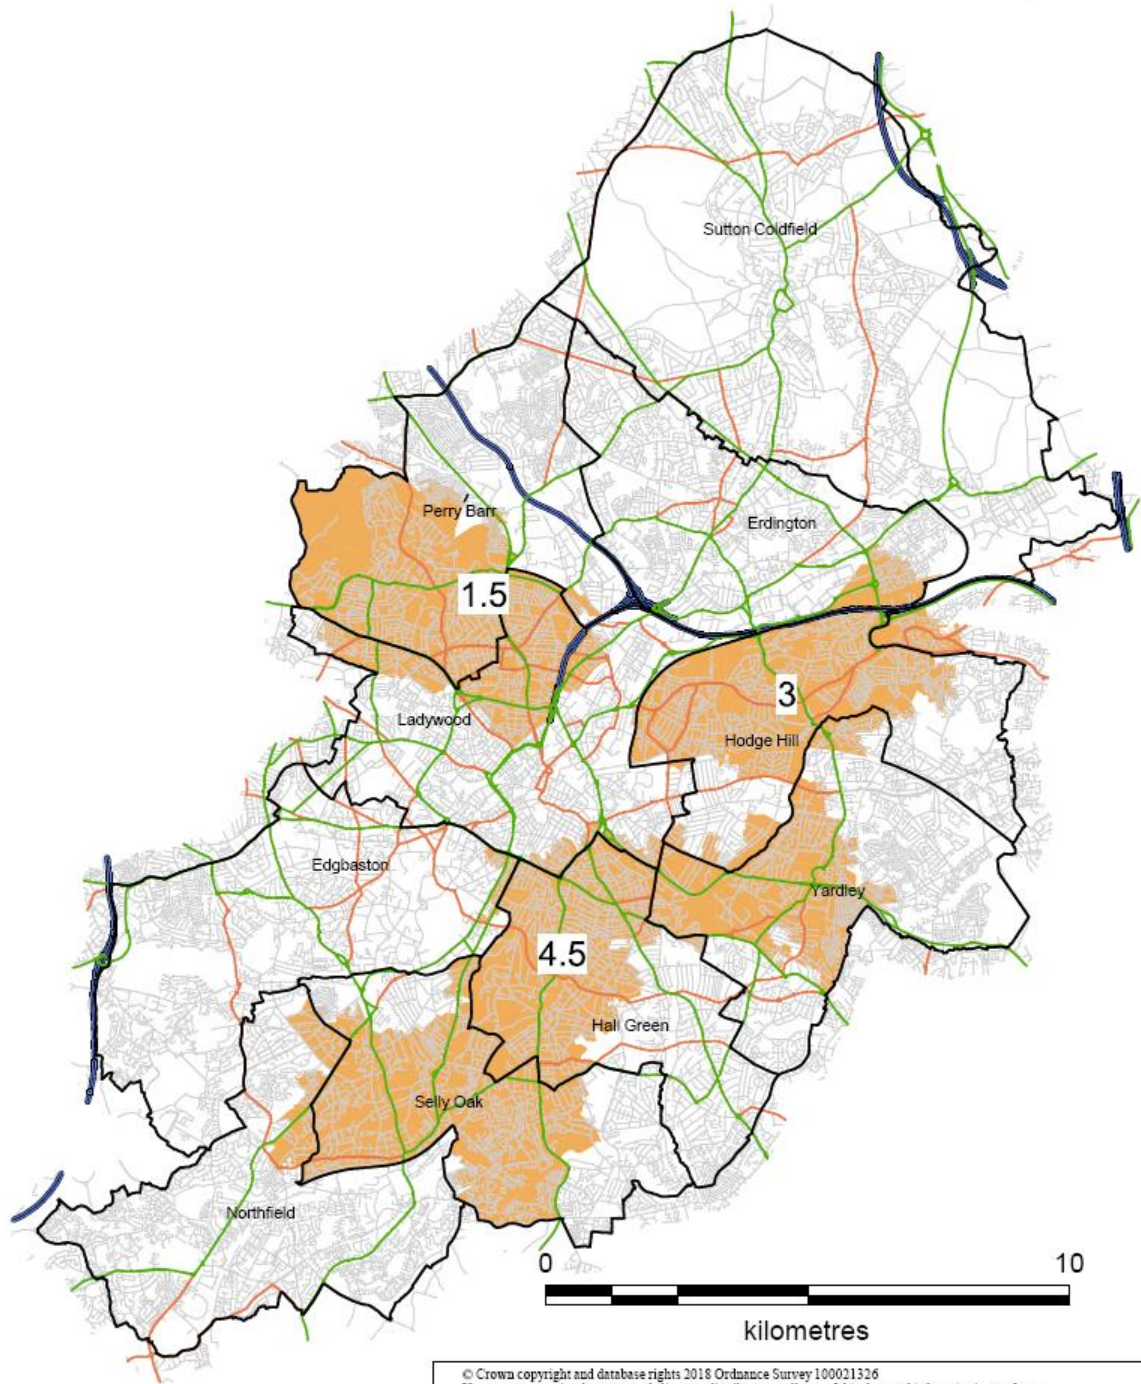 Sutton Coldfield
Perry Barr
Erdington
1.5
3
Ladywood
Hodge Hill
Edgbaston
Yardley
4.5
Hall Green
Selly Oak
Northfield
0 10
kilometres
© Crown copyright and database rights 2018 Ordnance Survey 100021326